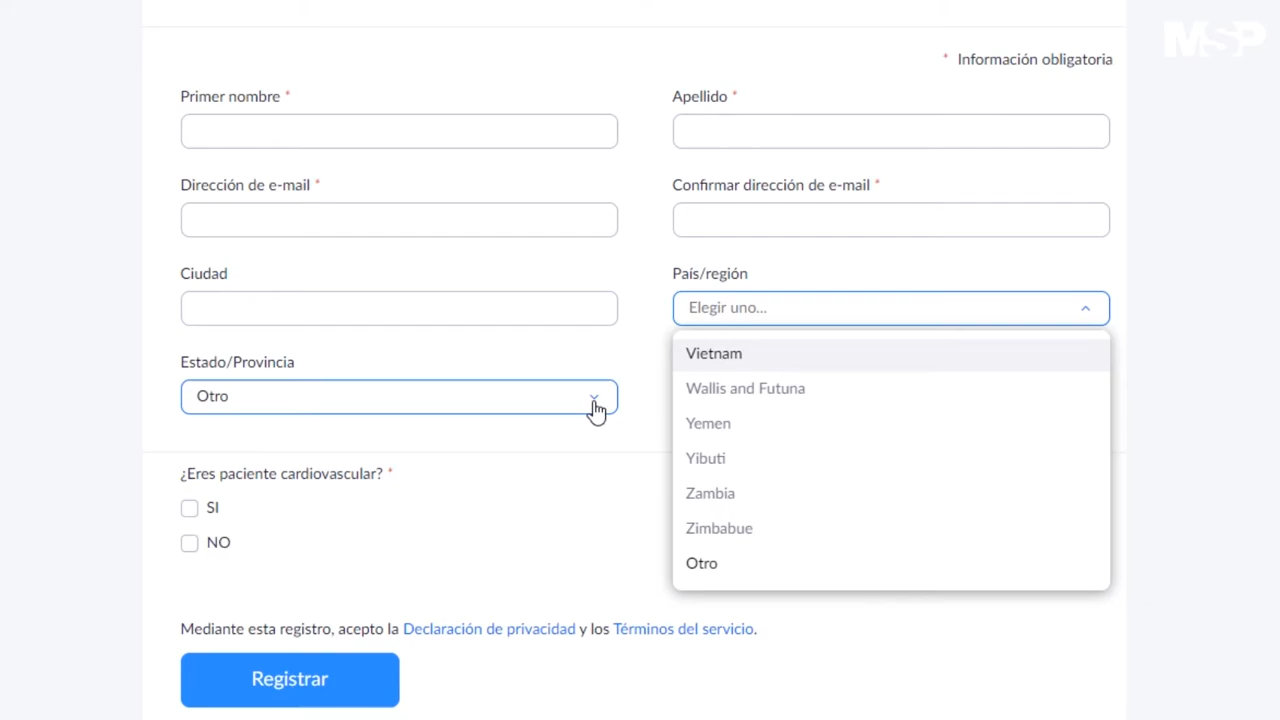 MSP
* Información obligatoria
Primer nombre *
Apellido *
Dirección de e-mail *
Confirmar dirección de e-mail *
Ciudad
País/región
Elegir uno...
Estado/Provincia
Otro
Vietnam
Wallis and Futuna
Yemen
Yibuti
Zambia
Zimbabue
Otro
¿Eres paciente cardiovascular? *
SI
NO
Mediante esta registro, acepto la Declaración de privacidad y los Términos del servicio.
Registrar